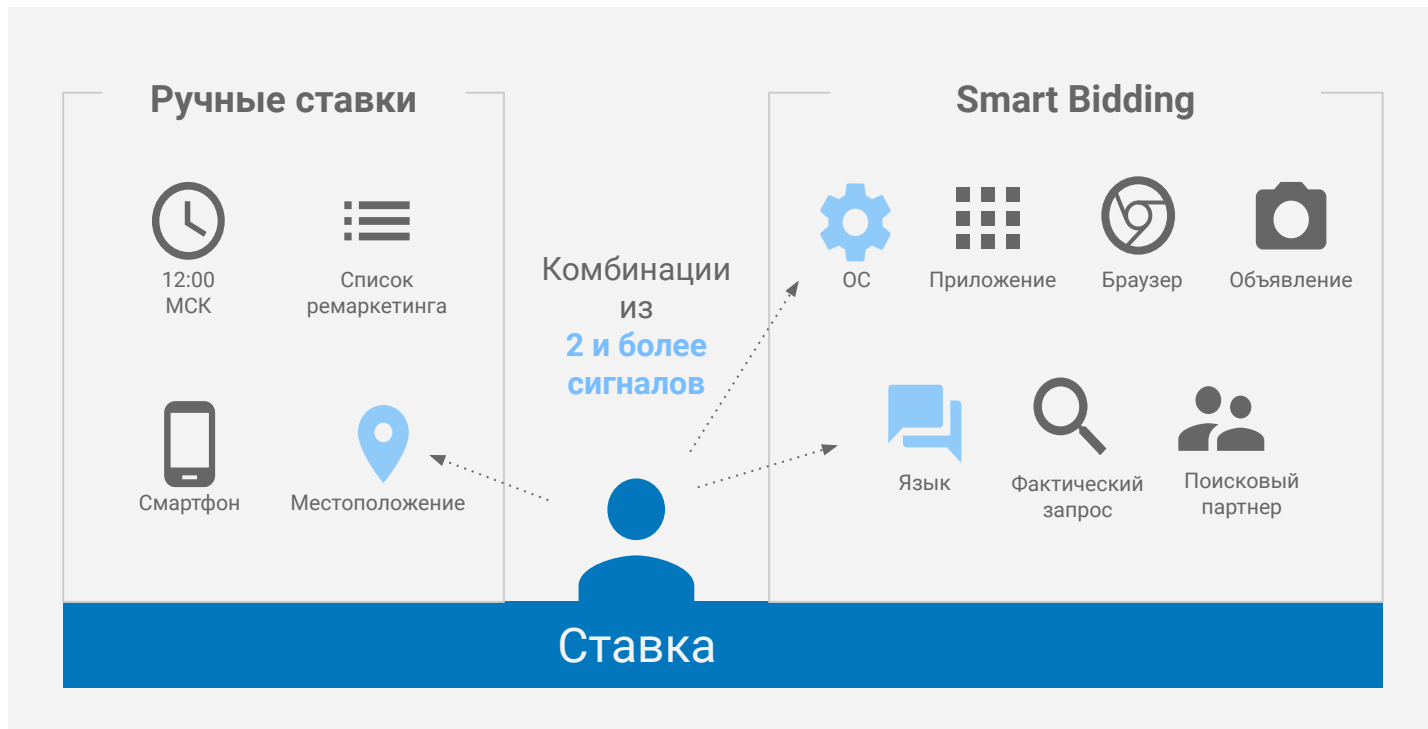 Ручные ставки
12:00
МСК
Список
ремаркетинга
Смартфон
Местоположение
Комбинации
из
2 и более
сигналов
Smart Bidding
ОС
Приложение
Браузер
Объявление
Язык
Фактический
запрос
Поисковый
партнер
Ставка